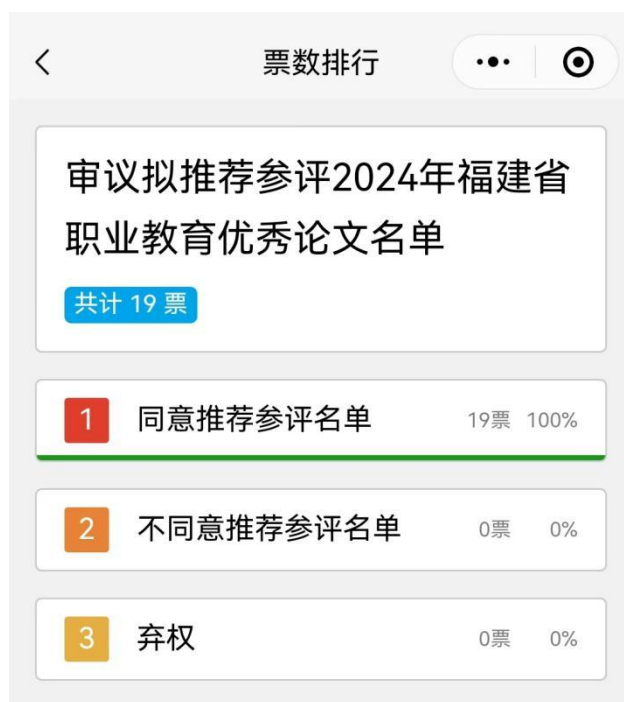 票数排行
审议拟推荐参评2024年福建省
职业教育优秀论文名单
共计 19 票
1 同意推荐参评名单 19票 100%
2 不同意推荐参评名单 0票 0%
3 弃权 0票 0%